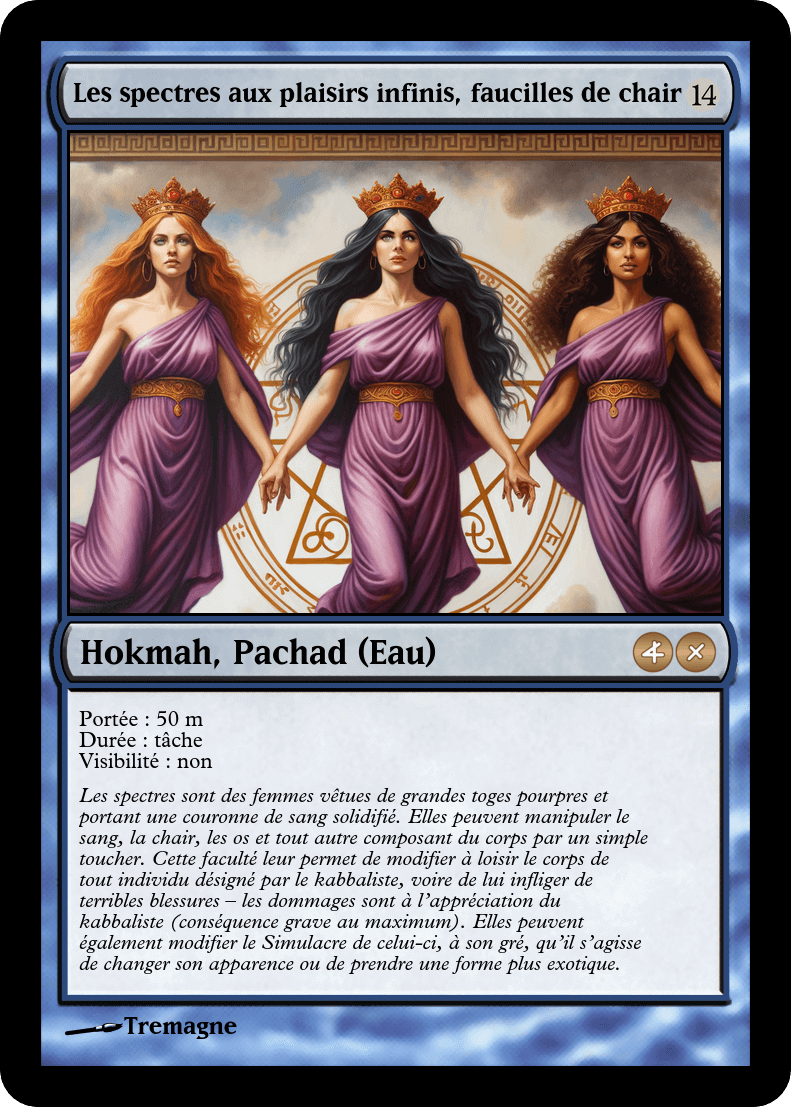 Les spectres aux plaisirs infinis, faucilles de chair 14
Hokmah, Pachad (Eau)
Portée : 50 m
Durée : tâche
Visibilité : non
Les spectres sont des femmes vêtues de grandes toges pourpres et
portant une couronne de sang solidifié. Elles peuvent manipuler le
sang, la chair, les os et tout autre composant du corps par un simple
toucher. Cette faculté leur permet de modifier à loisir le corps de
tout individu désigné par le kabbaliste, voire de lui infliger de
terribles blessures – les dommages sont à l’appréciation du
kabbaliste (conséquence grave au maximum). Elles peuvent
également modifier le Simulacre de celui-ci, à son gré, qu’il s’agisse
de changer son apparence ou de prendre une forme plus exotique.
Tremagne